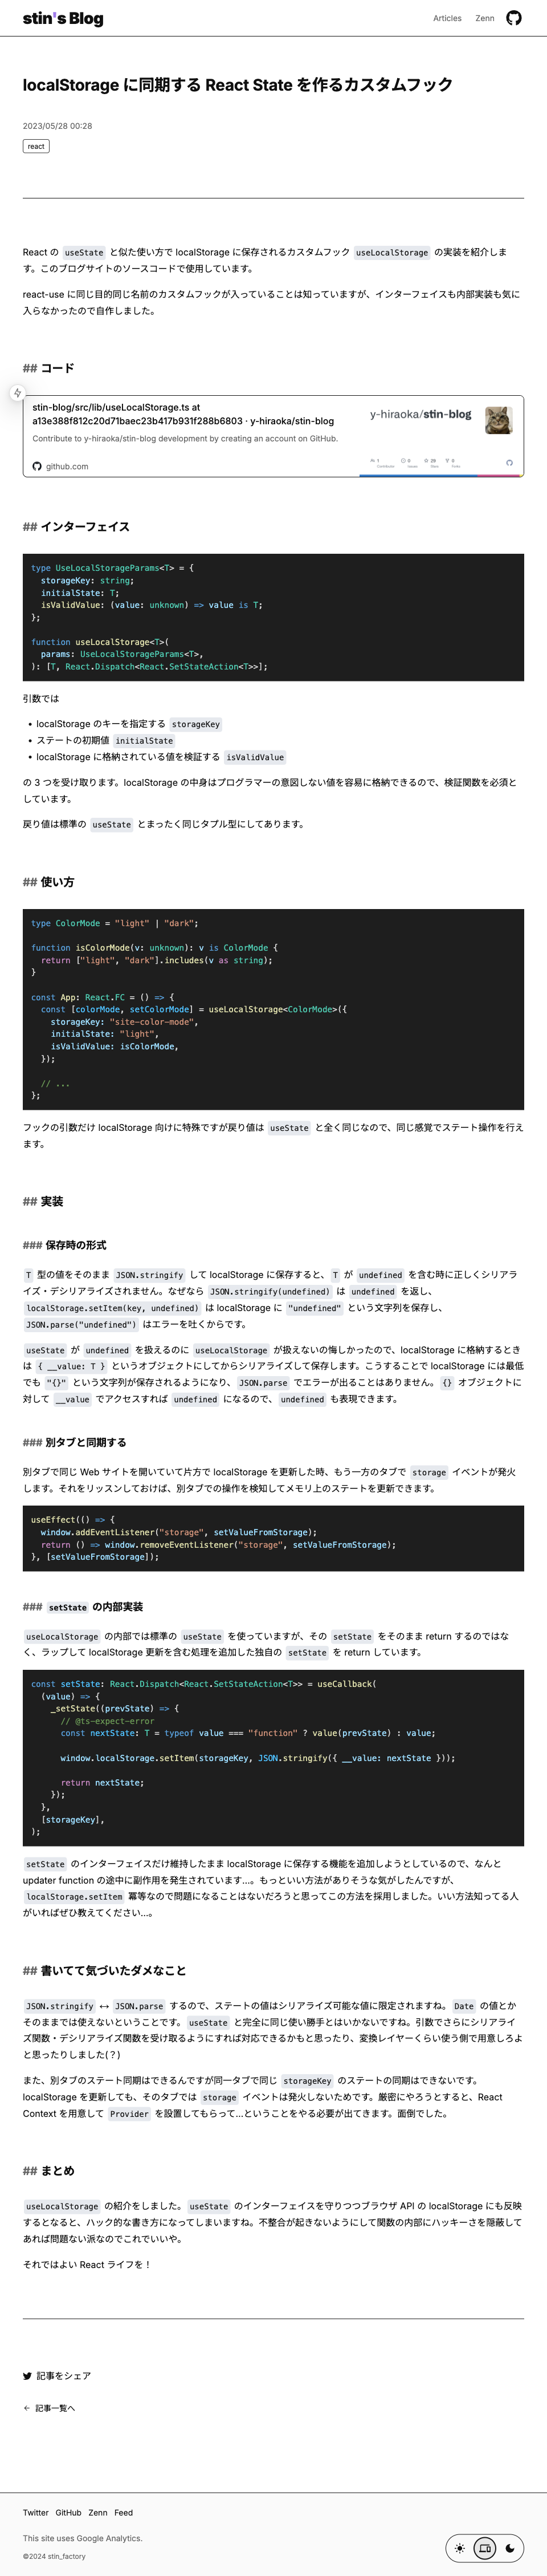 stin's Blog
Articles
Zenn
localStorage に同期する React State を作るカスタムフック
2023/05/28 00:28
react
React の useState と似た使い方で localStorage に保存されるカスタムフック useLocalStorage の実装を紹介しま
す。このブログサイトのソースコードで使用しています。
react-use に同じ目的同じ名前のカスタムフックが入っていることは知っていますが、インターフェイスも内部実装も気に
入らなかったので自作しました。
## コード
stin-blog/src/lib/useLocalStorage.ts at
a13e388f812c20d71baec23b417b931f288b6803 · y-hiraoka/stin-blog
Contribute to y-hiraoka/stin-blog development by creating an account on GitHub.
github.com
y-hiraoka/stin-blog
## インターフェイス
type UseLocalStorageParams<T> = {
  storageKey: string;
  initialState: T;
  isValidValue: (value: unknown) => value is T;
};
function useLocalStorage<T>(
  params: UseLocalStorageParams<T>,
): [T, React.Dispatch<React.SetStateAction<T>>];
引数では
• localStorage のキーを指定する storageKey
• ステートの初期値 initialState
• localStorage に格納されている値を検証する isValidValue
の 3 つを受け取ります。localStorage の中身はプログラマーの意図しない値を容易に格納できるので、検証関数を必須と
しています。
戻り値は標準の useState とまったく同じタプル型にしてあります。
## 使い方
type ColorMode = "light" | "dark";
function isColorMode(v: unknown): v is ColorMode {
  return ["light", "dark"].includes(v as string);
}
const App: React.FC = () => {
  const [colorMode, setColorMode] = useLocalStorage<ColorMode>({
    storageKey: "site-color-mode",
    initialState: "light",
    isValidValue: isColorMode,
  });
  // ...
};
フックの引数だけ localStorage 向けに特殊ですが戻り値は useState と全く同じなので、同じ感覚でステート操作を行え
ます。
## 実装
### 保存時の形式
T 型の値をそのまま JSON.stringify して localStorage に保存すると、 T が undefined を含む時に正しくシリアラ
イズ・デシリアライズされません。なぜなら JSON.stringify(undefined) は undefined を返し、
localStorage.setItem(key, undefined) は localStorage に "undefined" という文字列を保存し、
JSON.parse("undefined") はエラーを吐くからです。
useState が undefined を扱えるのに useLocalStorage が扱えないの悔しかったので、localStorage に格納するときは
{ __value: T } というオブジェクトにしてからシリアライズして保存します。こうすることで localStorage には最低
でも "{}" という文字列が保存されるようになり、 JSON.parse でエラーが出ることはありません。 {} オブジェクトに
対して __value でアクセスすれば undefined になるので、 undefined も表現できます。
### 別タブと同期する
別タブで同じ Web サイトを開いていて片方で localStorage を更新した時、もう一方のタブで storage イベントが発火
します。それをリッスンしておけば、別タブでの操作を検知してメモリ上のステートを更新できます。
useEffect(() => {
  window.addEventListener("storage", setValueFromStorage);
  return () => window.removeEventListener("storage", setValueFromStorage);
}, [setValueFromStorage]);
### setState の内部実装
useLocalStorage の内部では標準の useState を使っていますが、その setState をそのまま return するのではな
く、ラップして localStorage 更新を含む処理を追加した独自の setState を return しています。
const setState: React.Dispatch<React.SetStateAction<T>> = useCallback(
  (value) => {
    _setState((prevState) => {
      // @ts-expect-error
      const nextState: T = typeof value === "function" ? value(prevState) : value;
      window.localStorage.setItem(storageKey, JSON.stringify({ __value: nextState }));
      return nextState;
    });
  },
  [storageKey],
);
setState のインターフェイスだけ維持したまま localStorage に保存する機能を追加しようとしているので、なんと
updater function の途中に副作用を発生されています…。もっといい方法がありそうな気がしたんですが、
localStorage.setItem 冪等なので問題になることはないだろうと思ってこの方法を採用しました。いい方法知ってる人
がいればぜひ教えてください…。
## 書いてて気づいたダメなこと
JSON.stringify ↔ JSON.parse するので、ステートの値はシリアライズ可能な値に限定されますね。 Date の値とか
そのままでは使えないということです。 useState と完全に同じ使い勝手とはいかないですね。引数でさらにシリアライ
ズ関数・デシリアライズ関数を受け取るようにすれば対応できるかもと思ったり、変換レイヤーくらい使う側で用意しろよ
と思ったりしました(？)
また、別タブのステート同期はできるんですが同一タブで同じ storageKey のステートの同期はできないです。
localStorage を更新しても、そのタブでは storage イベントは発火しないためです。厳密にやろうとすると、React
Context を用意して Provider を設置してもらって…ということをやる必要が出てきます。面倒でした。
## まとめ
useLocalStorage の紹介をしました。 useState のインターフェイスを守りつつブラウザ API の localStorage にも反映
するとなると、ハック的な書き方になってしまいますね。不整合が起きないようにして関数の内部にハッキーさを隠蔽して
あれば問題ない派なのでこれでいいや。
それではよい React ライフを！
記事をシェア
← 記事一覧へ
Twitter
GitHub
Zenn
Feed
This site uses Google Analytics.
©2024 stin_factory